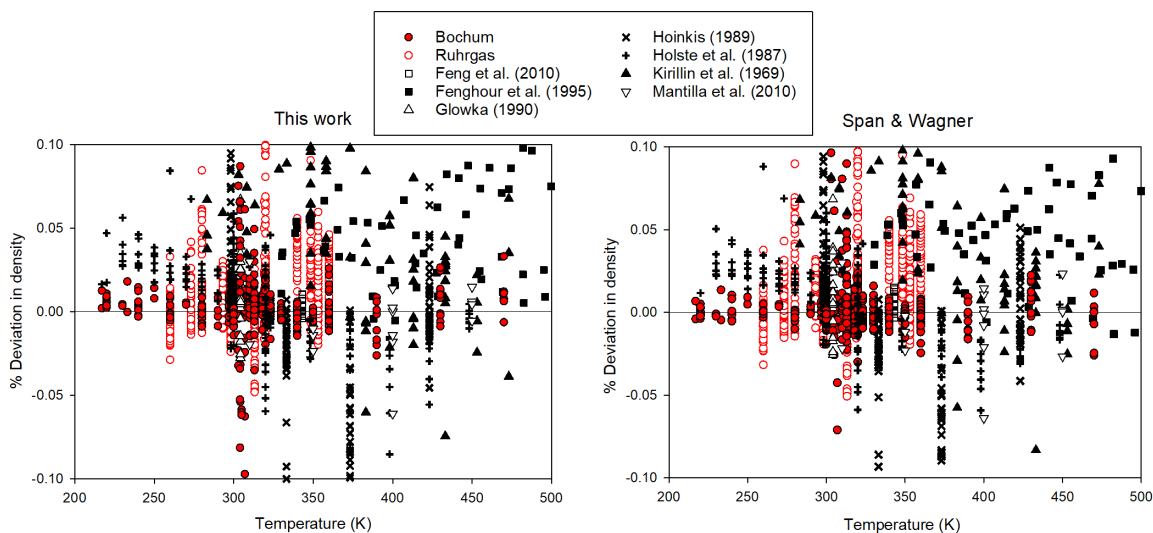 Bochum
Ruhrgas
Feng et al. (2010)
Fenghour et al. (1995)
Glowka (1990)
Hoinkis (1989)
Holste et al. (1987)
Kirillin et al. (1969)
Mantilla et al. (2010)
This work
% Deviation in density
0.10
0.05
0.00
-0.05
-0.10
200 250 300 350 400 450 500
Temperature (K)
Span & Wagner
% Deviation in density
0.10
0.05
0.00
-0.05
-0.10
200 250 300 350 400 450 500
Temperature (K)